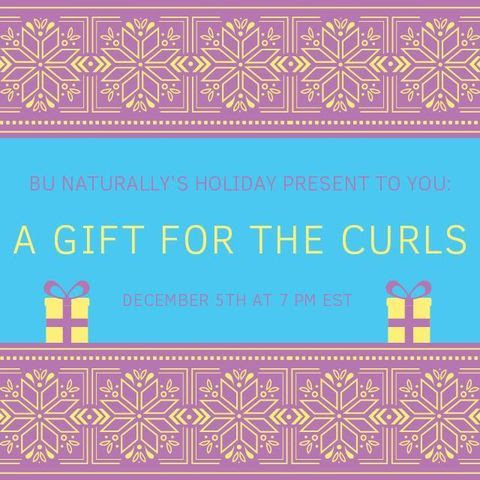 BU NATURALLY'S HOLIDAY PRESENT TO YOU:
A GIFT FOR THE CURLS
DECEMBER 5TH AT 7 PM EST